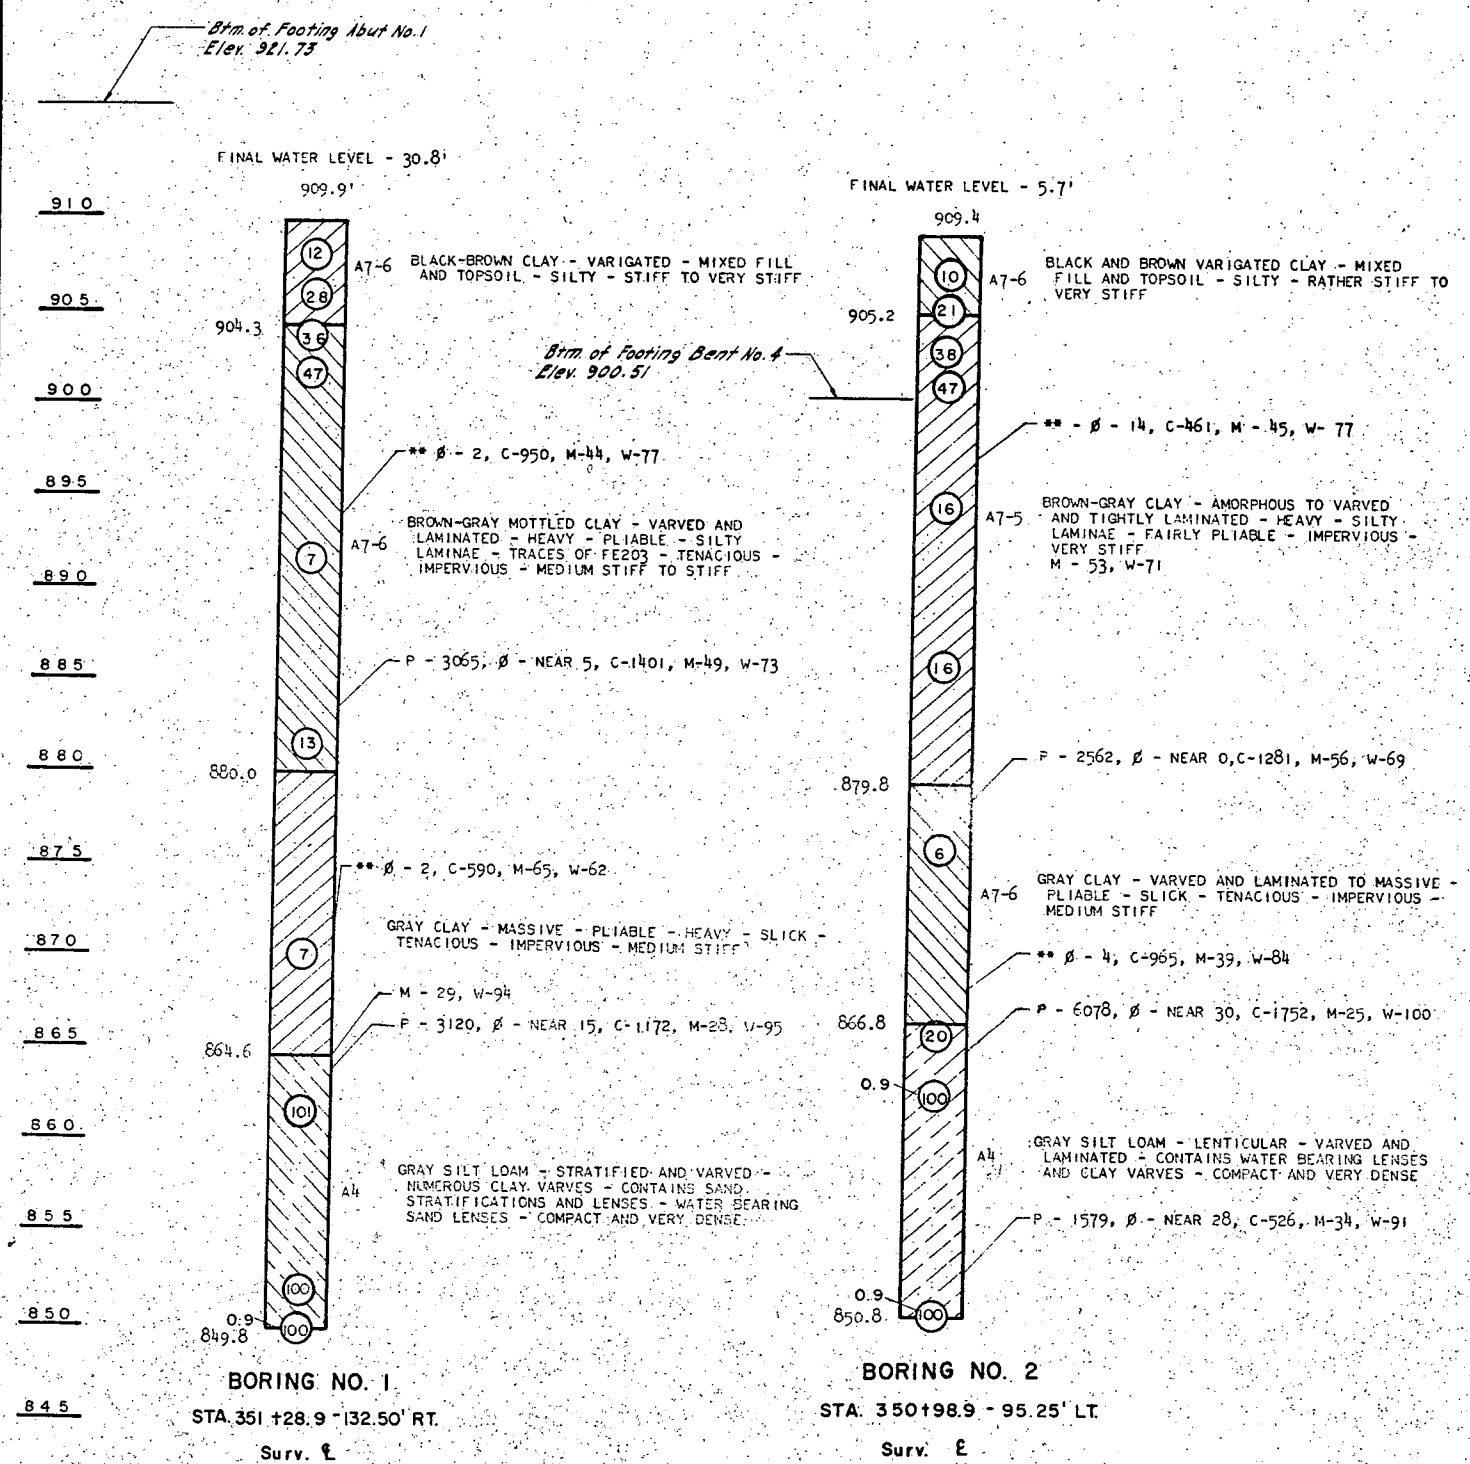 Btm. of Footing Abut No. 1
Elev. 921.73
FINAL WATER LEVEL - 30.8'
909.9'
910
905
900
895
890
885
880
875
870
865
860
855
850
845
12
28
904.3
36
47
7
13
880.0
7
864.6
101
100
0.9
849.8
100
A7-6
BLACK-BROWN CLAY - VARIGATED - MIXED FILL
AND TOPSOIL - SILTY - STIFF TO VERY STIFF
** Ø - 2, C-950, M-44, W-77
A7-6
BROWN-GRAY MOTTLED CLAY - VARVED AND
LAMINATED - HEAVY - PLIABLE - SILTY
LAMINAE - TRACES OF FE2O3 - TENACIOUS -
IMPERVIOUS - MEDIUM STIFF TO STIFF
P - 3065, Ø - NEAR 5, C-1401, M-49, W-73
** Ø - 2, C-590, M-65, W-62
GRAY CLAY - MASSIVE - PLIABLE - HEAVY - SLICK -
TENACIOUS - IMPERVIOUS - MEDIUM STIFF
M - 29, W-94
P - 3120, Ø - NEAR 15, C-1172, M-28, W-95
A4
GRAY SILT LOAM - STRATIFIED AND VARVED -
NUMEROUS CLAY VARVES - CONTAINS SAND
STRATIFICATIONS AND LENSES - WATER BEARING
SAND LENSES - COMPACT AND VERY DENSE
BORING NO. 1
STA. 351+28.9 - 132.50' RT.
Surv. ℄
FINAL WATER LEVEL - 5.7'
909.4
10
21
905.2
38
47
Btm. of Footing Bent No. 4
Elev. 900.51
16
16
879.8
6
866.8
20
0.9
100
0.9
850.8
100
A7-6
BLACK AND BROWN VARIGATED CLAY - MIXED
FILL AND TOPSOIL - SILTY - RATHER STIFF TO
VERY STIFF
** - Ø - 14, C-461, M - 45, W- 77
A7-5
BROWN-GRAY CLAY - AMORPHOUS TO VARVED
AND TIGHTLY LAMINATED - HEAVY - SILTY
LAMINAE - FAIRLY PLIABLE - IMPERVIOUS -
VERY STIFF
M - 53, W-71
P - 2562, Ø - NEAR 0, C-1281, M-56, W-69
A7-6
GRAY CLAY - VARVED AND LAMINATED TO MASSIVE -
PLIABLE - SLICK - TENACIOUS - IMPERVIOUS -
MEDIUM STIFF
** Ø - 4, C-965, M-39, W-84
P - 6078, Ø - NEAR 30, C-1752, M-25, W-100
A4
GRAY SILT LOAM - LENTICULAR - VARVED AND
LAMINATED - CONTAINS WATER BEARING LENSES
AND CLAY VARVES - COMPACT AND VERY DENSE
P - 1579, Ø - NEAR 28, C-526, M-34, W-91
BORING NO. 2
STA. 350+98.9 - 95.25' LT.
Surv. ℄